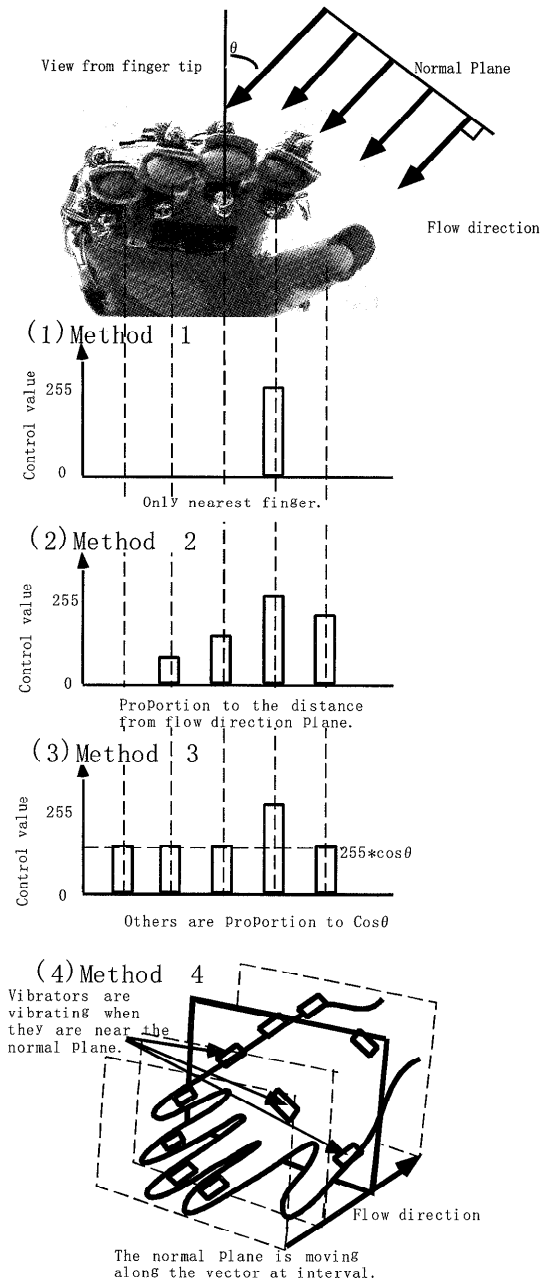 θ
View from finger tip
Normal Plane
Flow direction
(1)Method 1
255
Control value
0
Only nearest finger.
(2)Method 2
255
Control value
0
ProPortion to the distance
from flow direction Plane.
(3)Method 3
255
Control value
255*cosθ
0
Others are ProPortion to Cosθ
(4)Method 4
Vibrators are
vibrating when
they are near the
normal Plane.
Flow direction
The normal Plane is moving
along the vector at interval.